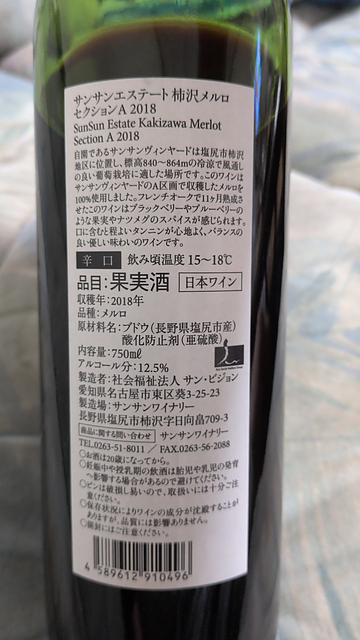 サンサンエステート柿沢メルロ
セクションA 2018
SunSun Estate Kakizawa Merlot
Section A 2018
自園であるサンサンヴィンヤードは塩尻市柿沢
地区に位置し、標高840〜864mの冷涼で風通し
の良い葡萄栽培に適した場所です。このワインは
サンサンヴィンヤードのA区画で収穫したメルロを
100%使用しました。フレンチオークで11ヶ月熟成さ
せたこのワインはブラックベリーやブルーベリーの
ような果実やナツメグのスパイスが感じられます。
口に含むと程よいタンニンが心地よく、バランスの
良い優しい味わいのワインです。
辛口 飲み頃温度 15〜18℃
品目:果実酒 日本ワイン
収穫年:2018年
品種:メルロ
原材料名:ブドウ(長野県塩尻市産)
酸化防止剤(亜硫酸)
内容量:750mℓ
アルコール分:12.5%
製造者:社会福祉法人 サン・ビジョン
愛知県名古屋市東区葵3-25-23
製造場:サンサンワイナリー
長野県塩尻市柿沢字日向畠709-3
商品に関する問い合わせ サンサンワイナリー
TEL.0263-51-8011 / FAX.0263-56-2088
○お酒は20歳になってから。
○妊娠中や授乳期の飲酒は胎児や乳児の発育
へ影響する場合があるので避けてください。
○ビンは破損し易いので、取扱いには十分ご注
意ください。
○保存状況によりワインの成分が沈殿することが
ありますが、品質には影響ありません。
○開封にはご注意ください。
4 589612 910496